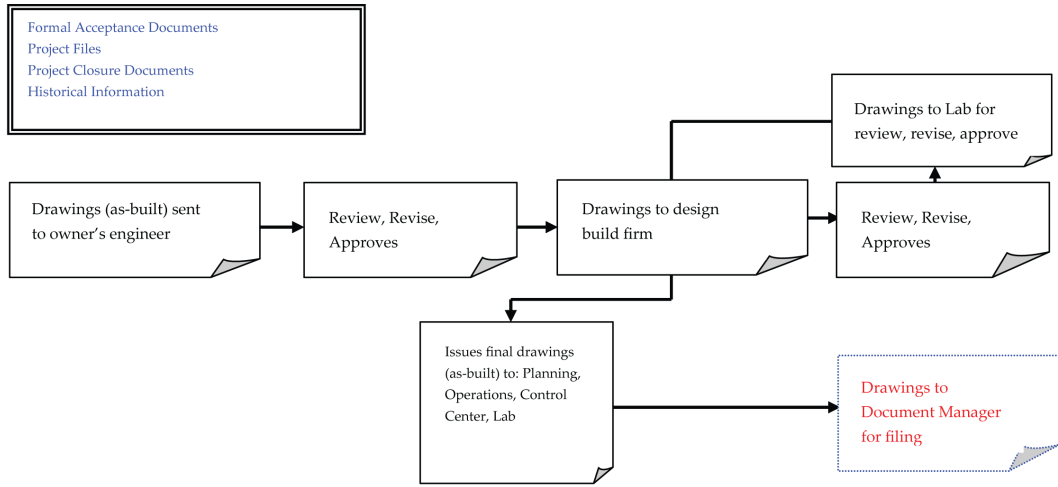 Formal Acceptance Documents
Project Files
Project Closure Documents
Historical Information
Drawings to Lab for
review, revise, approve
Drawings (as-built) sent
to owner’s engineer
Review, Revise,
Approves
Drawings to design
build firm
Review, Revise,
Approves
Issues final drawings
(as-built) to: Planning,
Operations, Control
Center, Lab
Drawings to
Document Manager
for filing